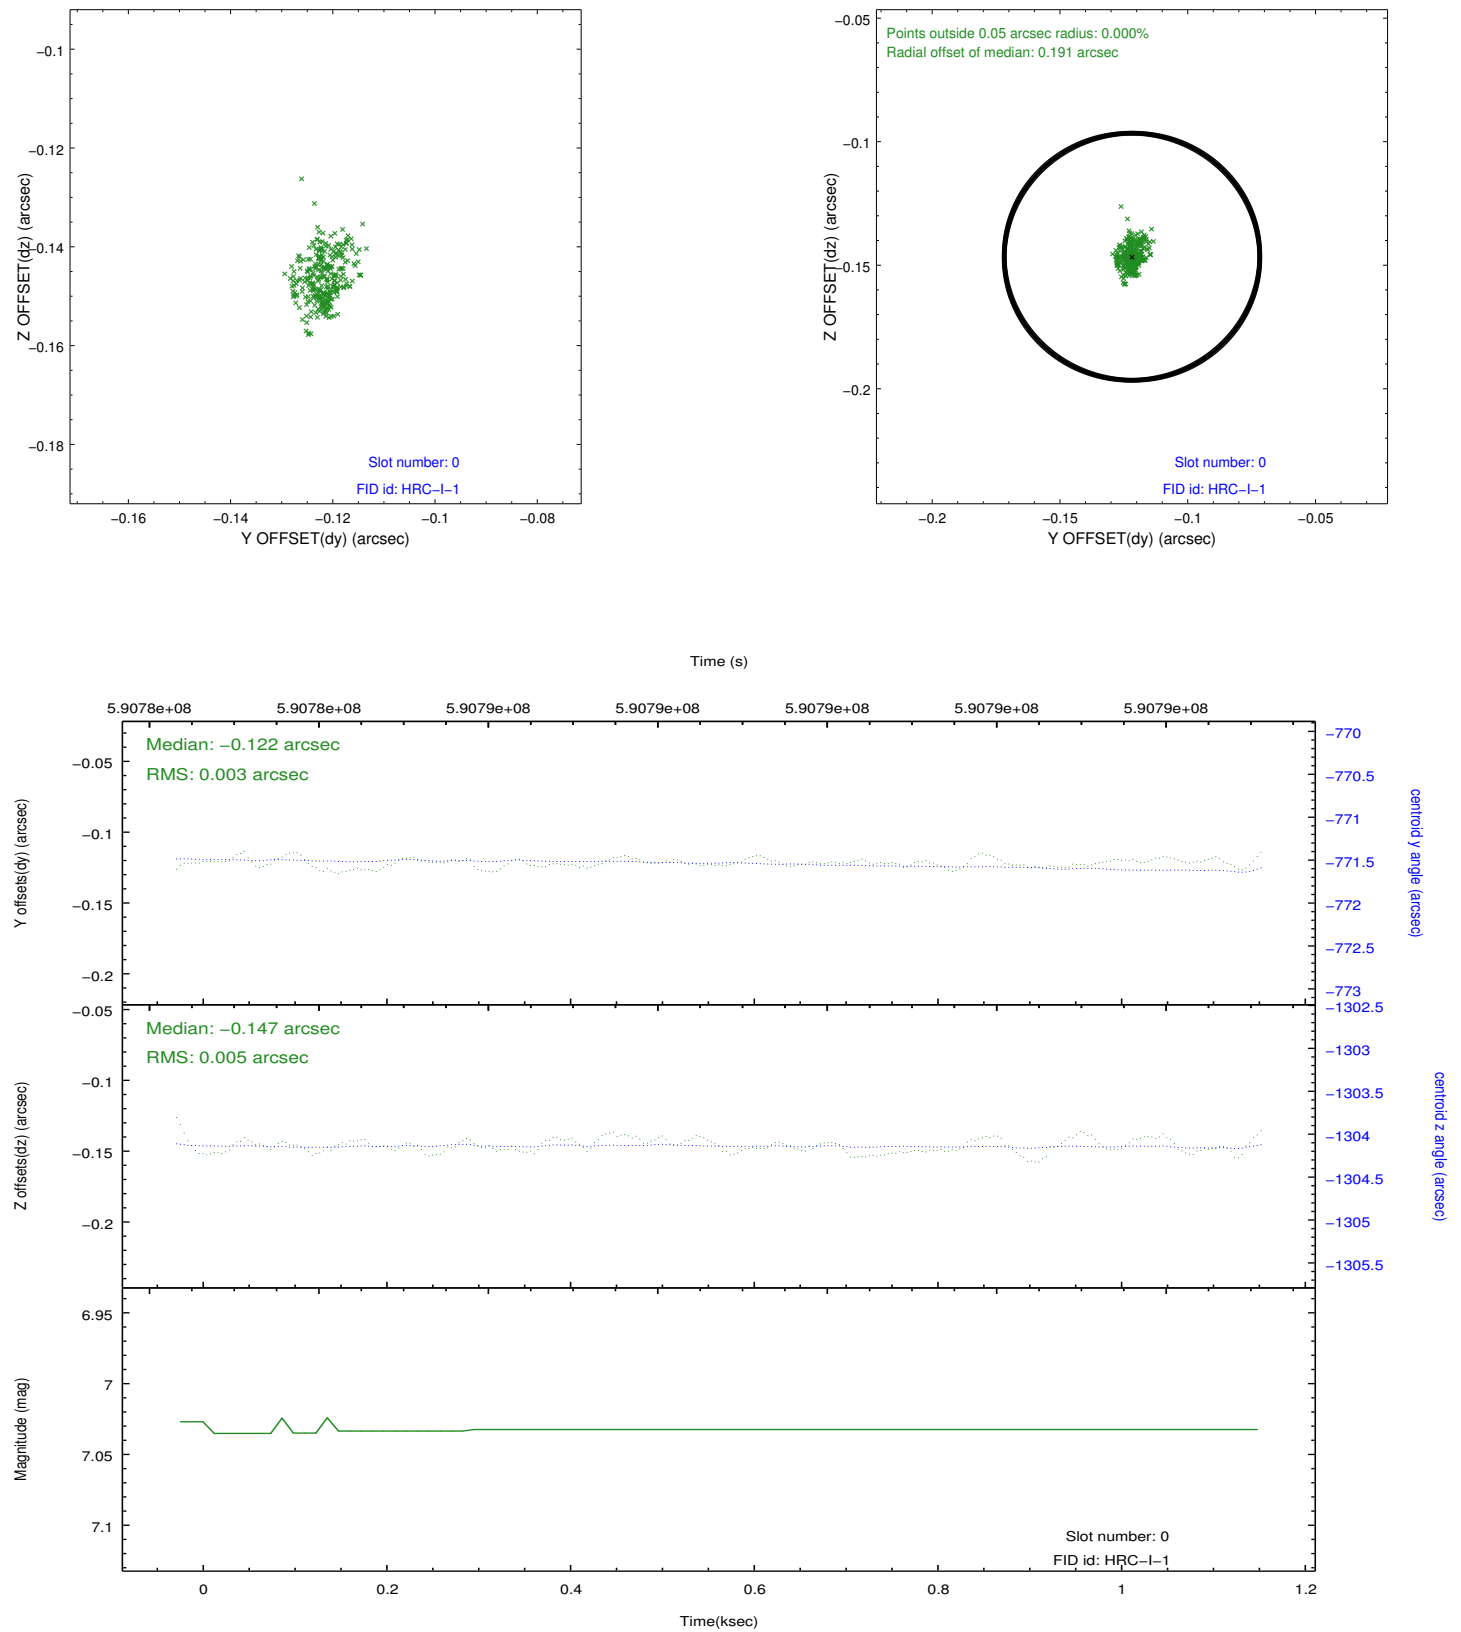 −0.1
−0.12
−0.14
−0.16
−0.18
Z OFFSET(dz) (arcsec)
Slot number: 0
FID id: HRC−I−1
−0.16 −0.14 −0.12 −0.1 −0.08
Y OFFSET(dy) (arcsec)
Points outside 0.05 arcsec radius: 0.000%
Radial offset of median: 0.191 arcsec
−0.05
−0.1
−0.15
−0.2
Z OFFSET(dz) (arcsec)
Slot number: 0
FID id: HRC−I−1
−0.2 −0.15 −0.1 −0.05
Y OFFSET(dy) (arcsec)
Time (s)
5.9078e+08 5.9078e+08 5.9079e+08 5.9079e+08 5.9079e+08 5.9079e+08 5.9079e+08
Median: −0.122 arcsec
RMS: 0.003 arcsec
−0.05
−0.1
−0.15
−0.2
Y offsets(dy) (arcsec)
−770
−770.5
−771
−771.5
−772
−772.5
−773
centroid y angle (arcsec)
Median: −0.147 arcsec
RMS: 0.005 arcsec
−0.05
−0.1
−0.15
−0.2
Z offsets(dz) (arcsec)
−1302.5
−1303
−1303.5
−1304
−1304.5
−1305
−1305.5
centroid z angle (arcsec)
6.95
7
7.05
7.1
Magnitude (mag)
Slot number: 0
FID id: HRC−I−1
0 0.2 0.4 0.6 0.8 1 1.2
Time(ksec)